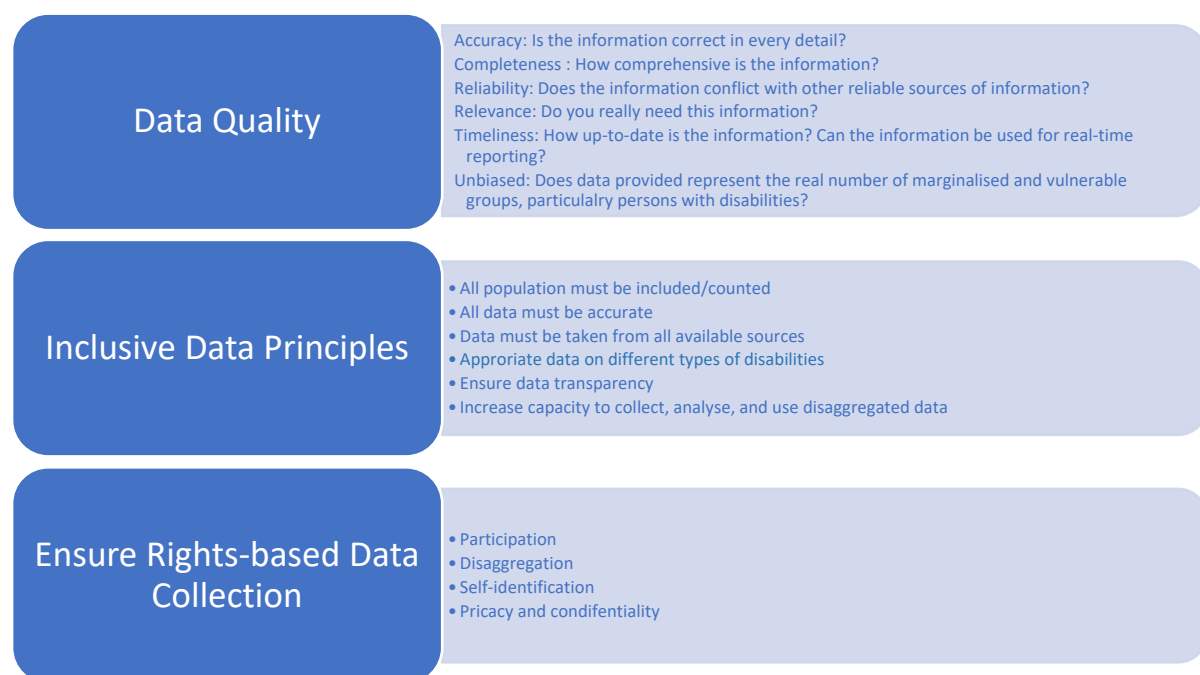 Data Quality
Accuracy: Is the information correct in every detail?
Completeness : How comprehensive is the information?
Reliability: Does the information conflict with other reliable sources of information?
Relevance: Do you really need this information?
Timeliness: How up-to-date is the information? Can the information be used for real-time
reporting?
Unbiased: Does data provided represent the real number of marginalised and vulnerable
groups, particulalry persons with disabilities?
Inclusive Data Principles
• All population must be included/counted
• All data must be accurate
• Data must be taken from all available sources
• Approriate data on different types of disabilities
• Ensure data transparency
• Increase capacity to collect, analyse, and use disaggregated data
Ensure Rights-based Data
Collection
• Participation
• Disaggregation
• Self-identification
• Pricacy and condifentiality